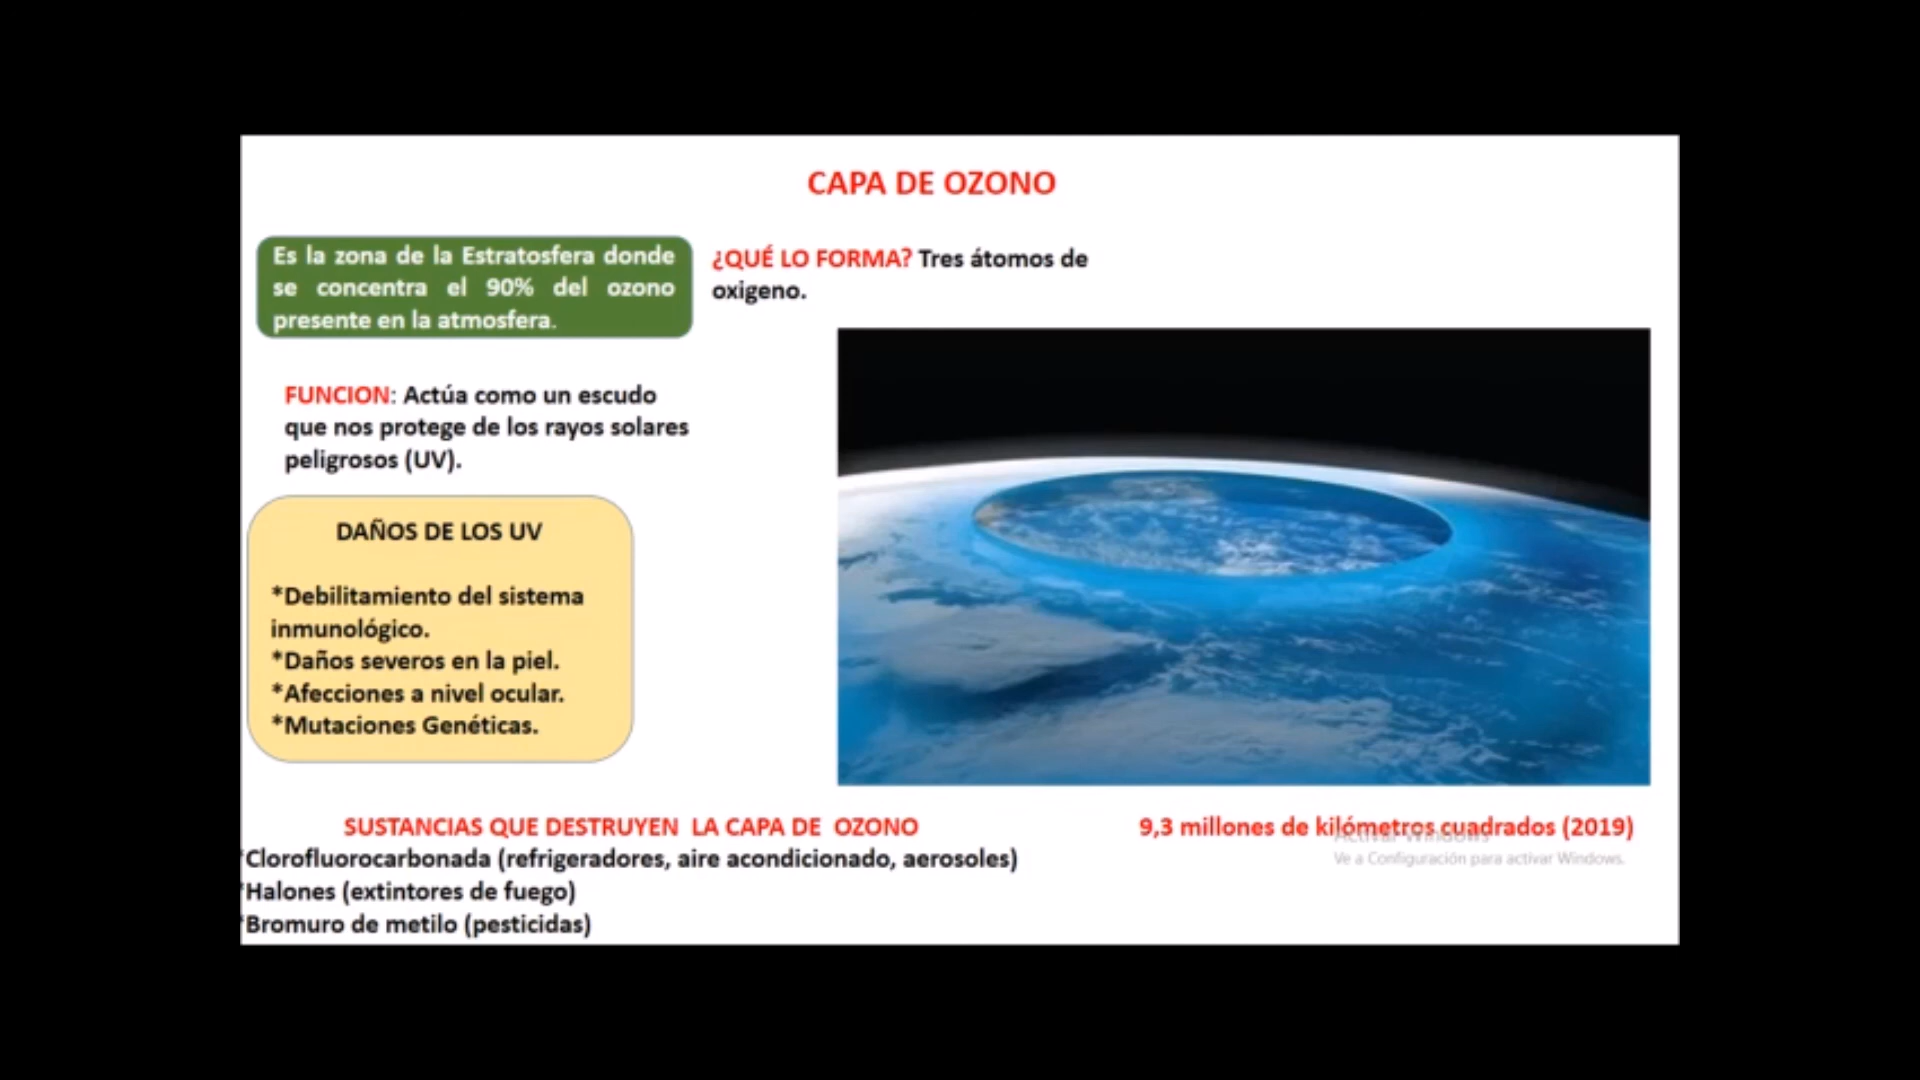 CAPA DE OZONO
Es la zona de la Estratosfera donde
se concentra el 90% del ozono
presente en la atmosfera.
¿QUÉ LO FORMA? Tres átomos de
oxigeno.
FUNCION: Actúa como un escudo
que nos protege de los rayos solares
peligrosos (UV).
DAÑOS DE LOS UV
*Debilitamiento del sistema
inmunológico.
*Daños severos en la piel.
*Afecciones a nivel ocular.
*Mutaciones Genéticas.
SUSTANCIAS QUE DESTRUYEN LA CAPA DE OZONO
*Clorofluorocarbonada (refrigeradores, aire acondicionado, aerosoles)
*Halones (extintores de fuego)
*Bromuro de metilo (pesticidas)
9,3 millones de kilómetros cuadrados (2019)
Activar Windows
Ve a Configuración para activar Windows.